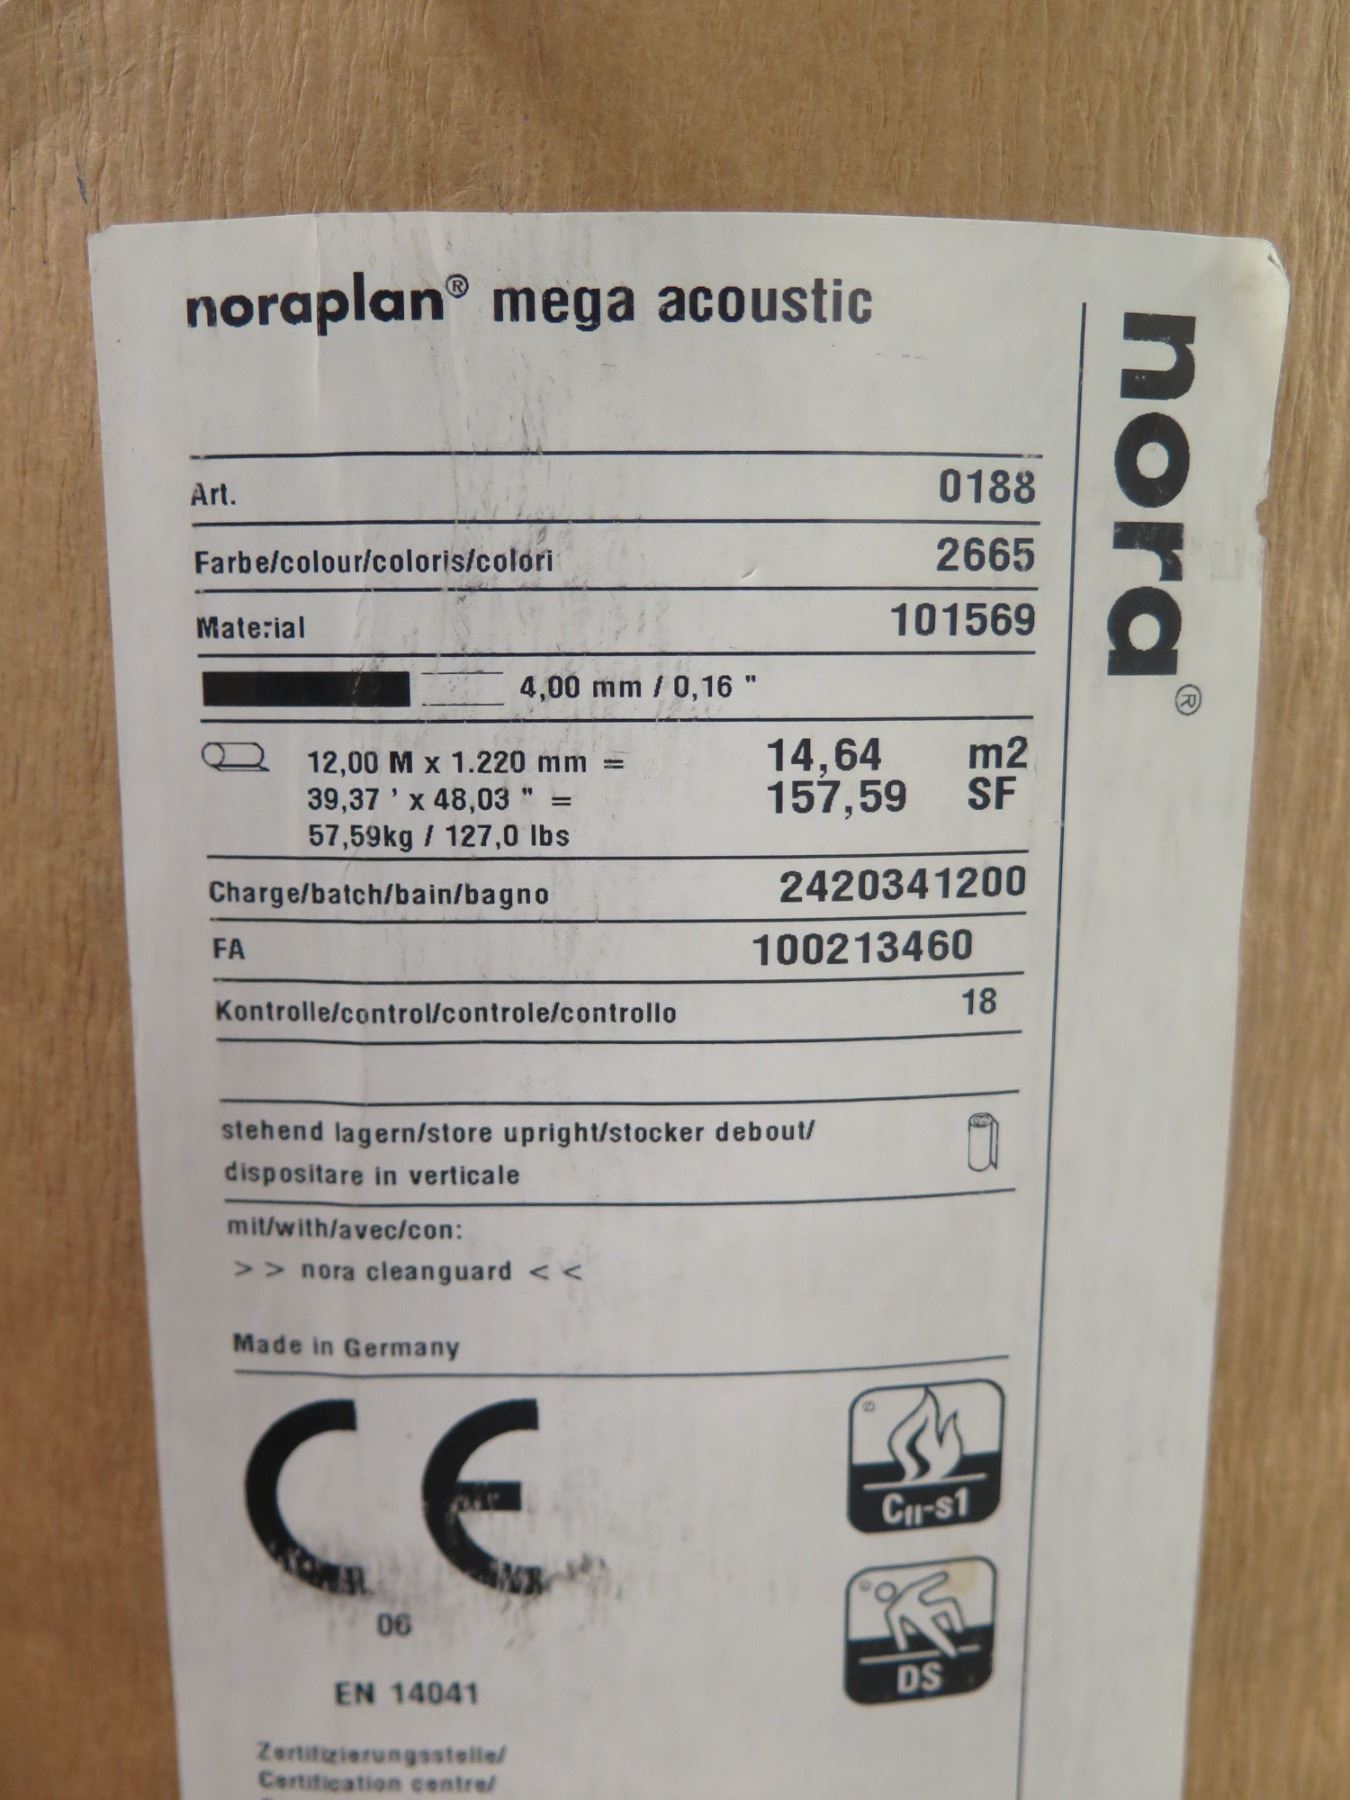 noraplan® mega acoustic
nora®
Art. 0188
Farbe/colour/coloris/colori 2665
Material 101569
4,00 mm / 0,16 "
12,00 M x 1.220 mm = 14,64 m2
39,37 ' x 48,03 " = 157,59 SF
57,59kg / 127,0 lbs
Charge/batch/bain/bagno 2420341200
FA 100213460
Kontrolle/control/controle/controllo 18
stehend lagern/store upright/stocker debout/
dispositare in verticale
mit/with/avec/con:
> > nora cleanguard < <
Made in Germany
CE
06
EN 14041
CII-s1
DS
Zertifizierungsstelle/
Certification centre/